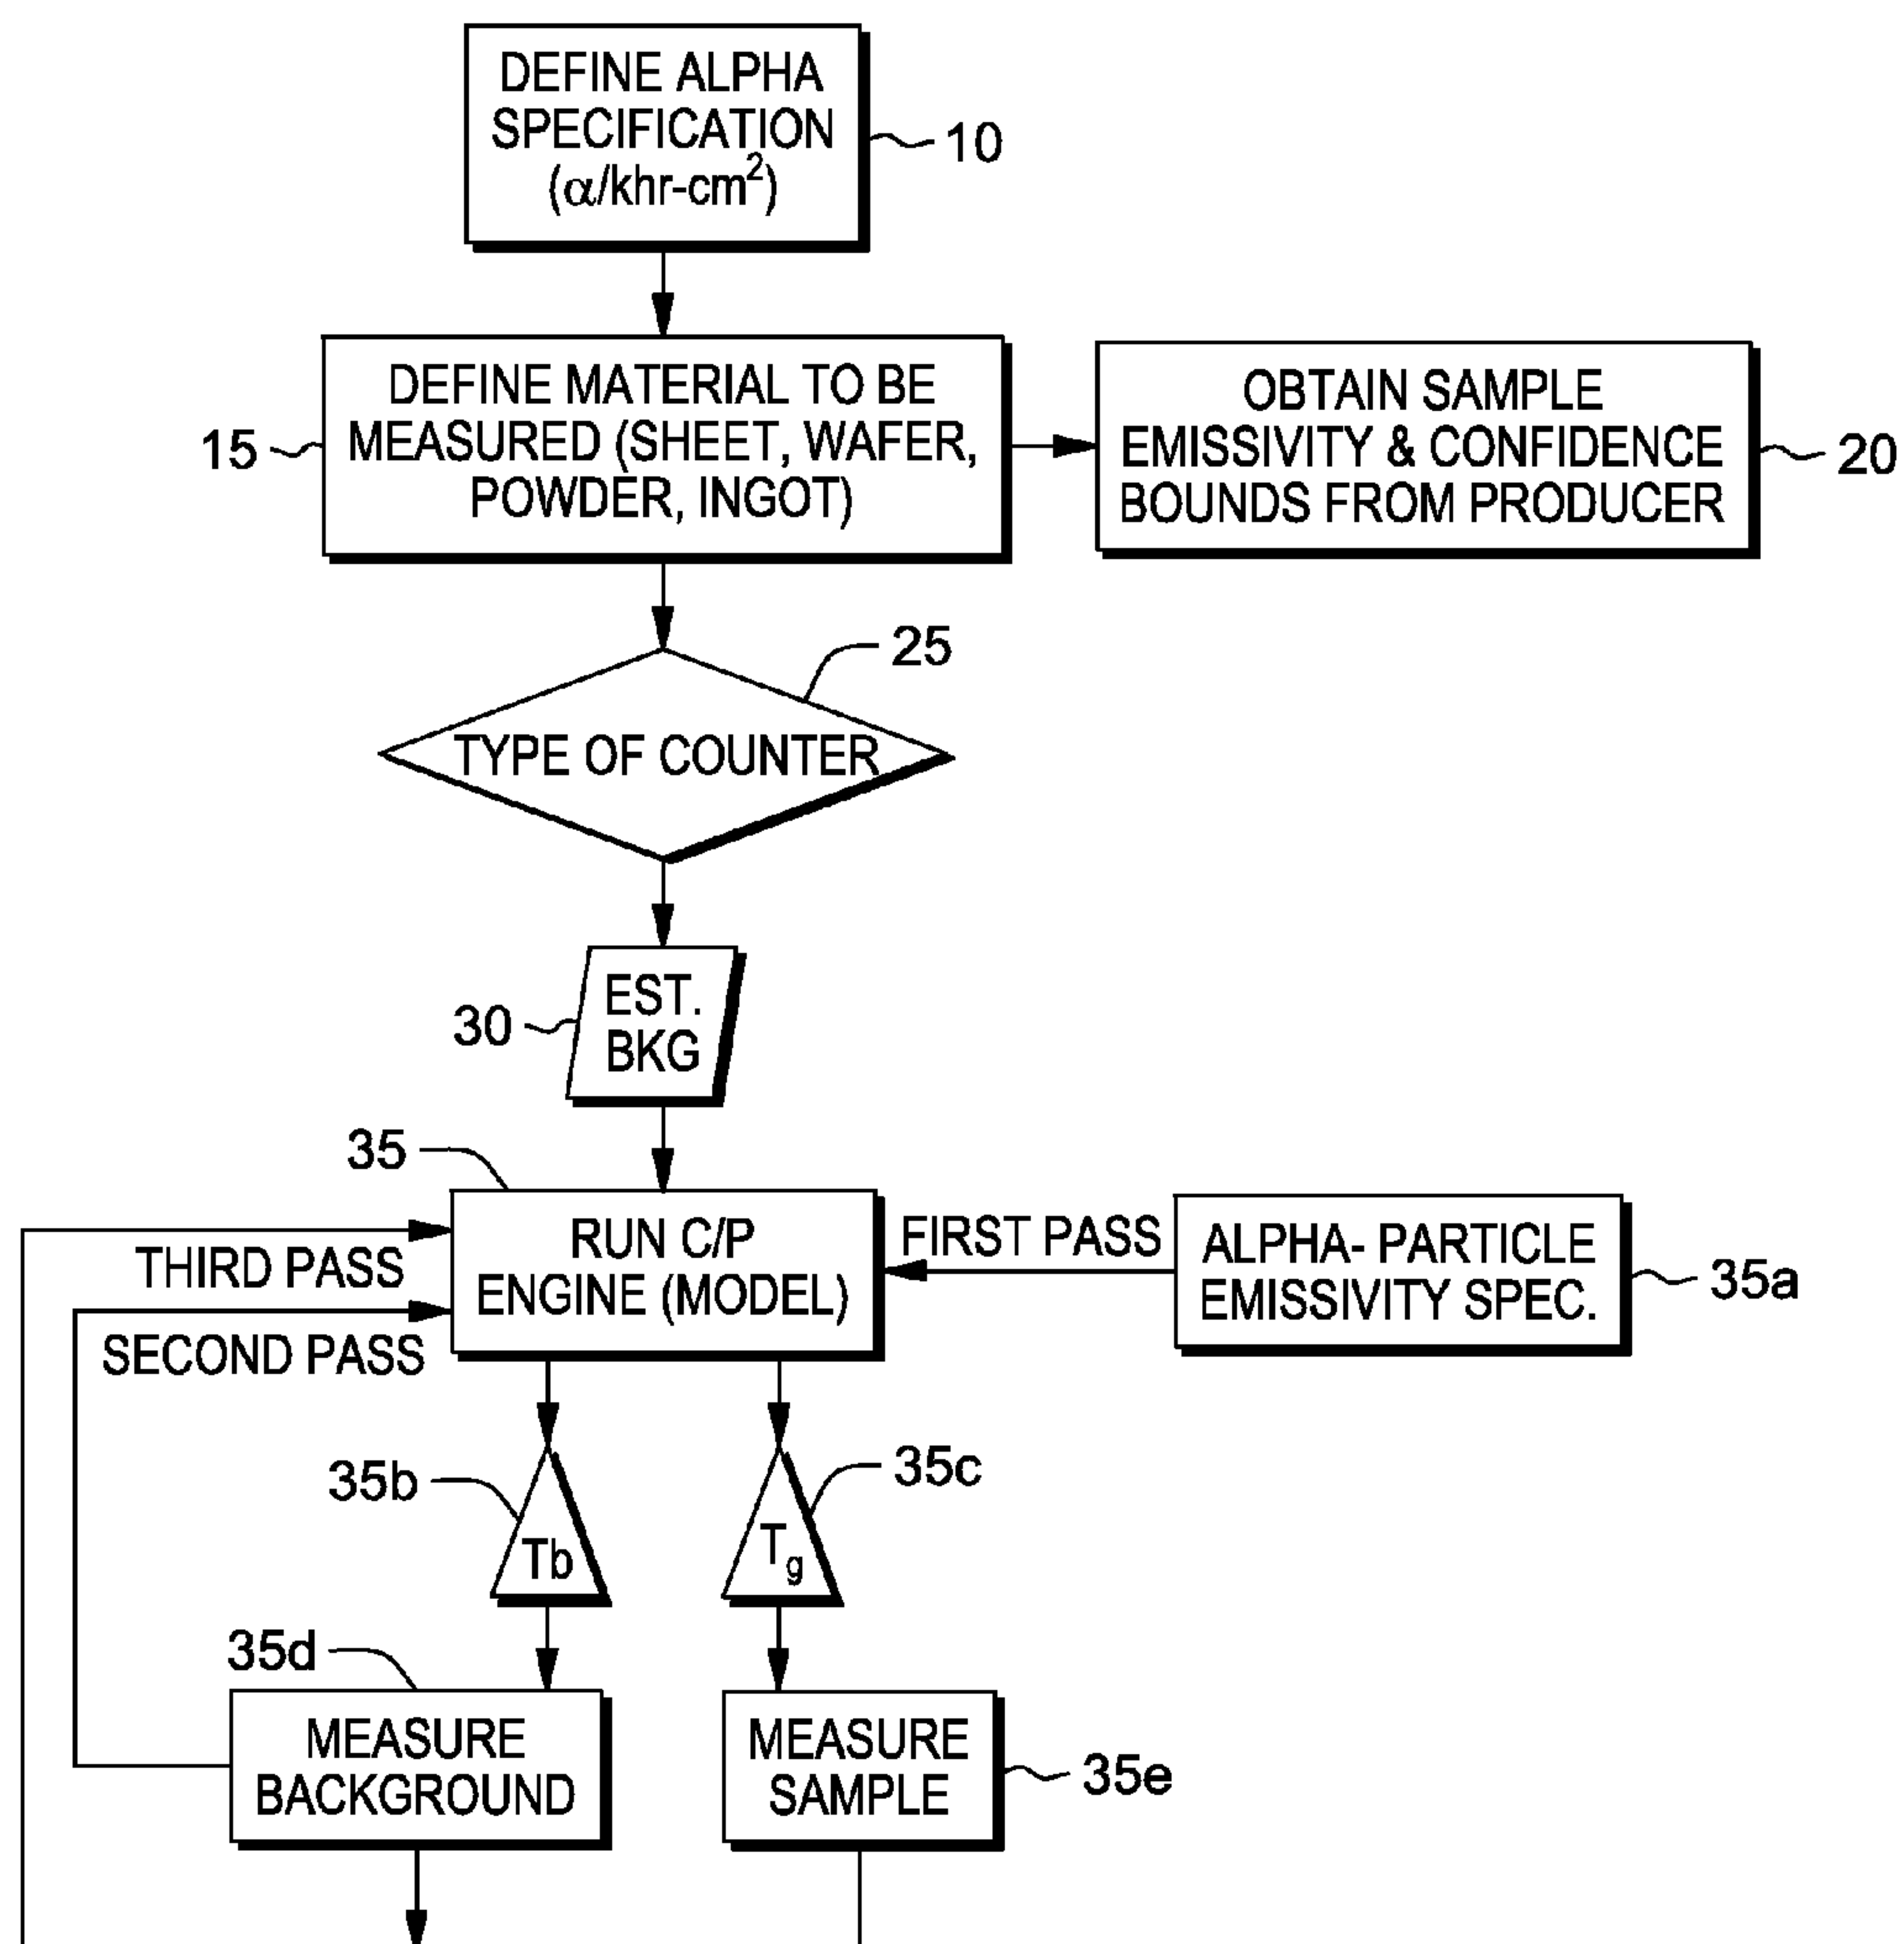 DEFINE ALPHA
SPECIFICATION
(α/khr-cm²)
10
DEFINE MATERIAL TO BE
MEASURED (SHEET, WAFER,
POWDER, INGOT)
15
OBTAIN SAMPLE
EMISSIVITY & CONFIDENCE
BOUNDS FROM PRODUCER
20
25
TYPE OF COUNTER
EST.
BKG
30
35
RUN C/P
ENGINE (MODEL)
FIRST PASS
ALPHA- PARTICLE
EMISSIVITY SPEC.
35a
THIRD PASS
SECOND PASS
35b
Tb
35c
Tg
35d
MEASURE
BACKGROUND
MEASURE
SAMPLE
35e